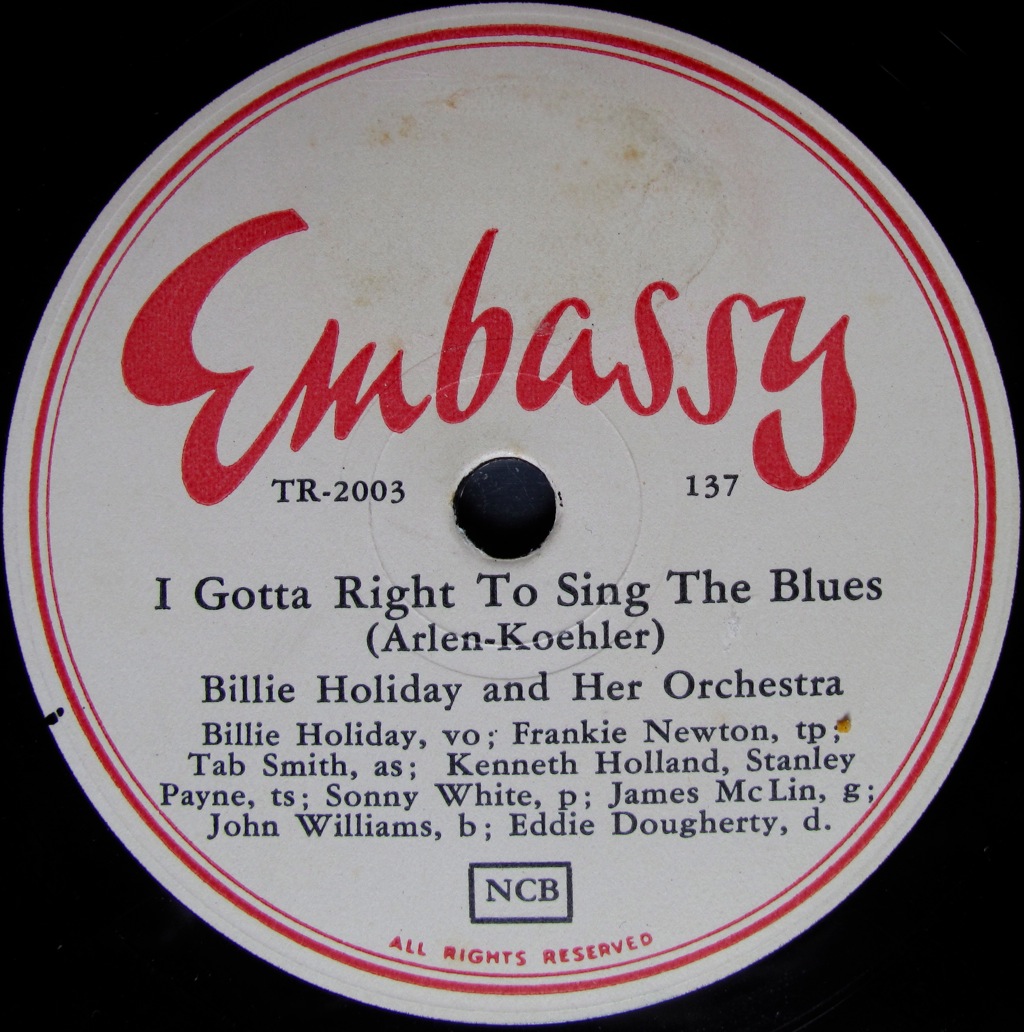 Embassy
TR-2003 137
I Gotta Right To Sing The Blues
(Arlen-Koehler)
Billie Holiday and Her Orchestra
Billie Holiday, vo; Frankie Newton, tp;
Tab Smith, as; Kenneth Holland, Stanley
Payne, ts; Sonny White, p; James McLin, g;
John Williams, b; Eddie Dougherty, d.
NCB
ALL RIGHTS RESERVED